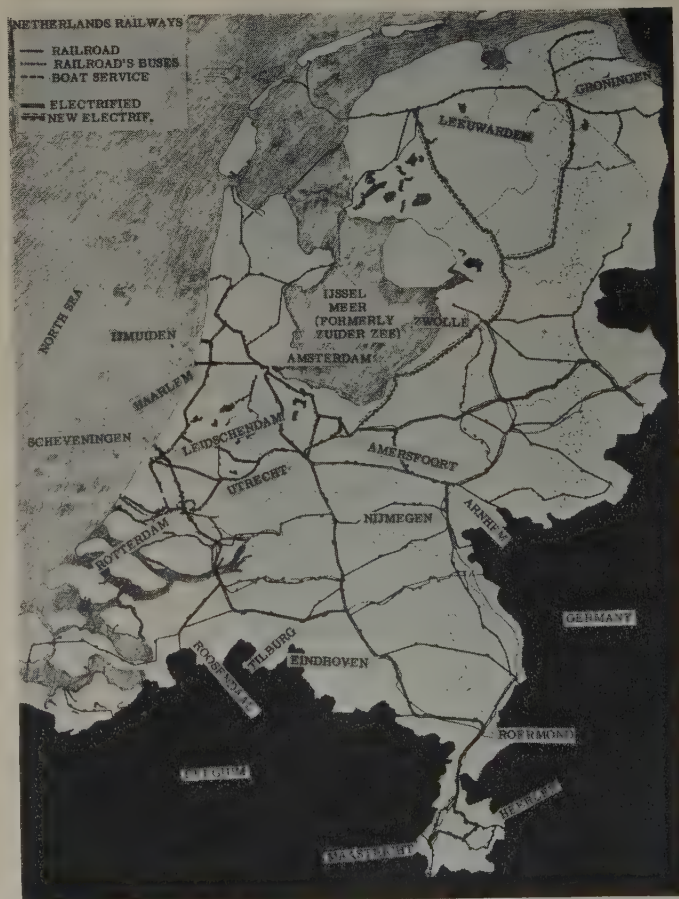 NETHERLANDS RAILWAYS
RAILROAD
RAILROAD'S BUSES
BOAT SERVICE
ELECTRIFIED
NEW ELECTRIF.
GRONINGEN
LEEUWARDEN
NORTH SEA
IJSSEL
MEER
(FORMERLY
ZUIDER ZEE)
ZWOLLE
IJMUIDEN
AMSTERDAM
HAARLEM
SCHEVENINGEN
LEIDSCHENDAM
AMERSFOORT
UTRECHT
ARNHEM
NIJMEGEN
ROTTERDAM
GERMANY
ROOSENDAAL
TILBURG
EINDHOVEN
ROERMOND
BELGIUM
HEERLEN
MAASTRICHT